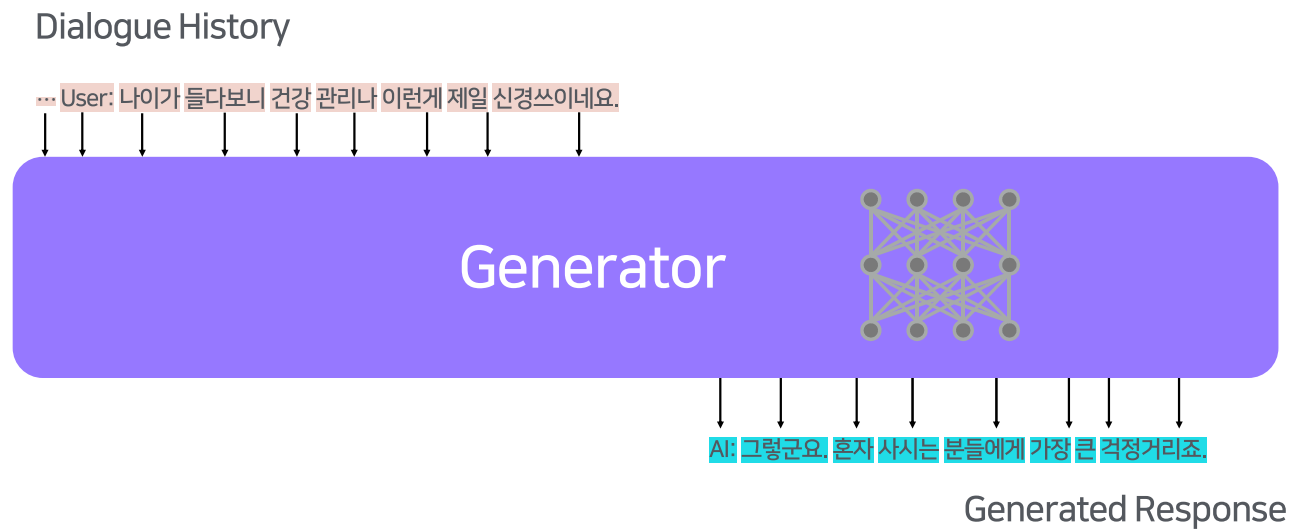 Dialogue History
… User: 나이가 들다보니 건강 관리나 이런게 제일 신경쓰이네요.
Generator
AI: 그렇군요. 혼자 사시는 분들에게 가장 큰 걱정거리죠.
Generated Response